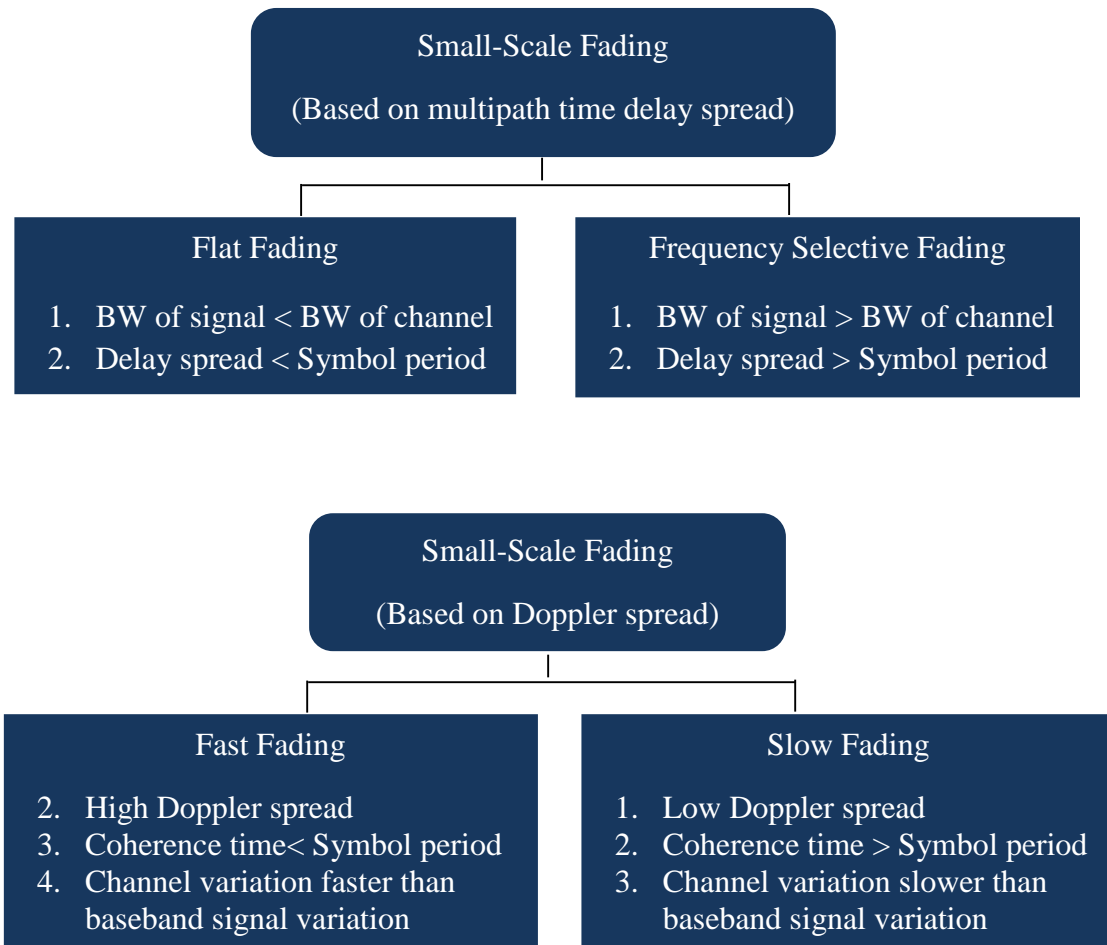 Small-Scale Fading
(Based on multipath time delay spread)
Flat Fading
1. BW of signal < BW of channel
2. Delay spread < Symbol period
Frequency Selective Fading
1. BW of signal > BW of channel
2. Delay spread > Symbol period
Small-Scale Fading
(Based on Doppler spread)
Fast Fading
2. High Doppler spread
3. Coherence time< Symbol period
4. Channel variation faster than
baseband signal variation
Slow Fading
1. Low Doppler spread
2. Coherence time > Symbol period
3. Channel variation slower than
baseband signal variation